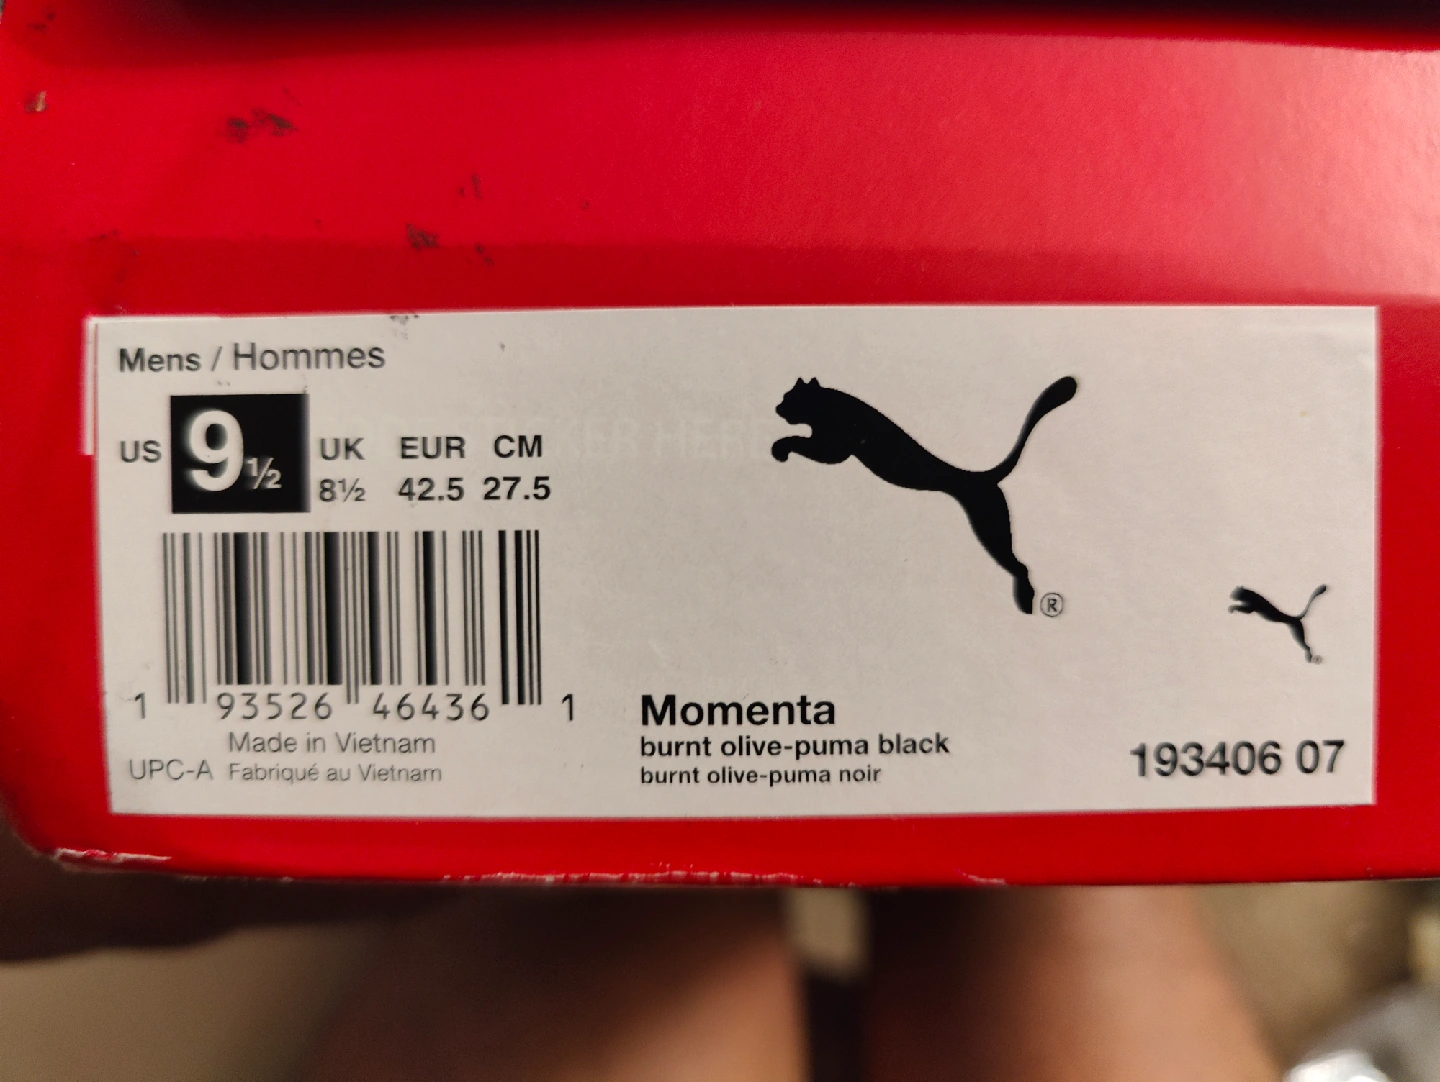 Mens / Hommes
US 9½ UK EUR CM
8½ 42.5 27.5
1 93526 46436 1
Made in Vietnam
UPC-A Fabriqué au Vietnam
®
Momenta
burnt olive-puma black
burnt olive-puma noir
193406 07